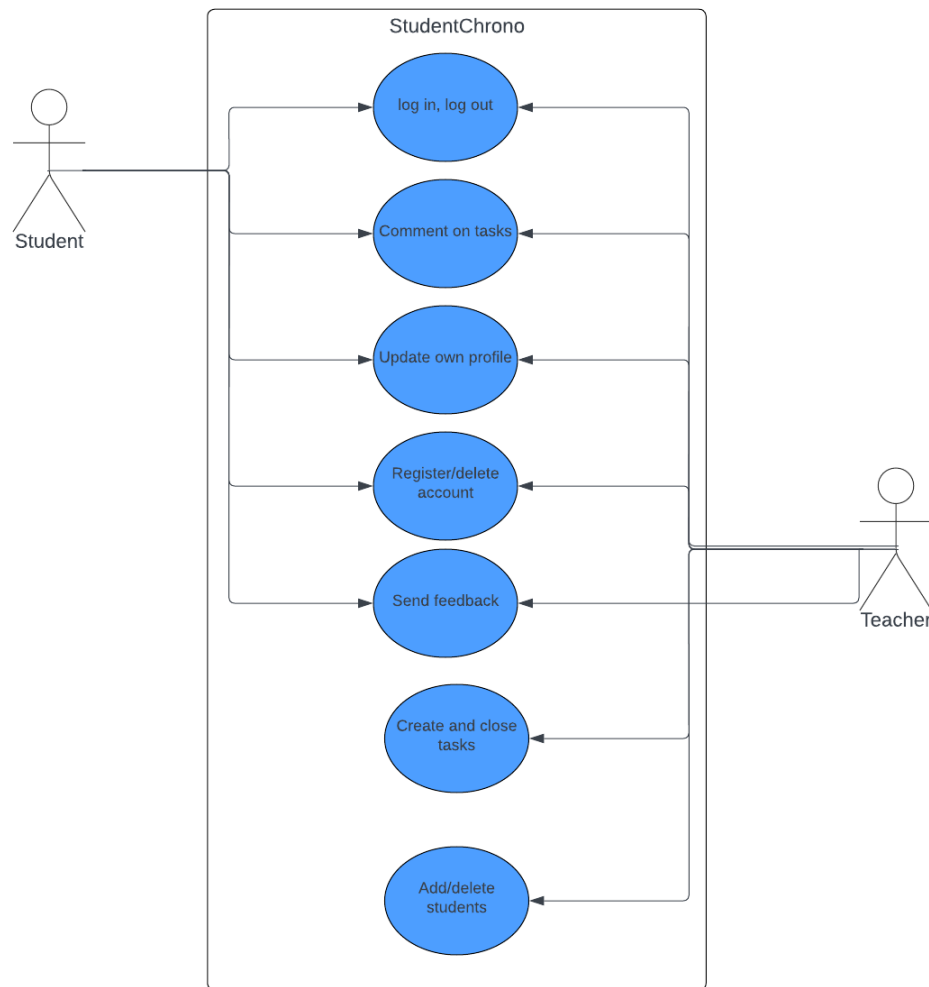 StudentChrono
log in, log out
Student
Comment on tasks
Update own profile
Register/delete
account
Send feedback
Teacher
Create and close
tasks
Add/delete
students